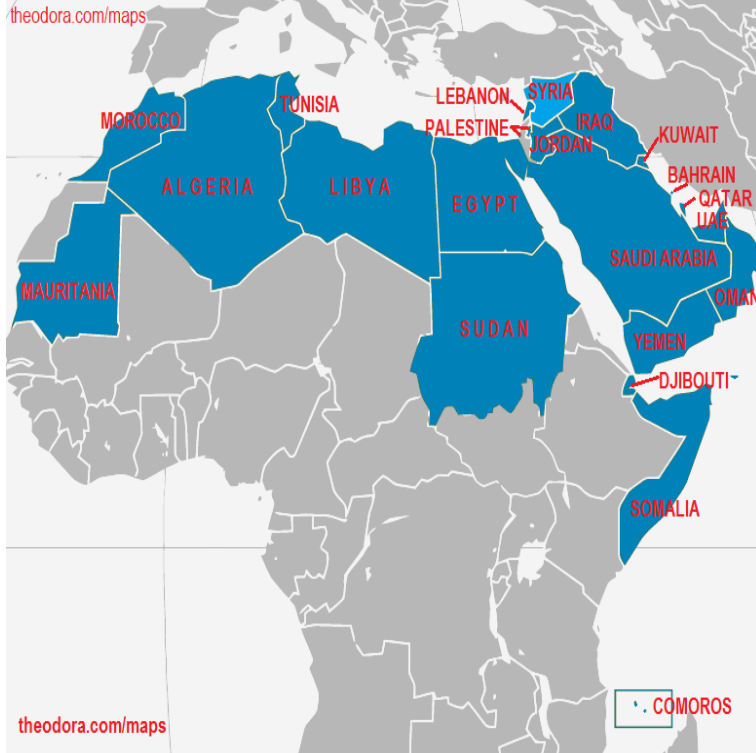 theodora.com/maps
LEBANON
SYRIA
TUNISIA
MOROCCO
PALESTINE
IRAQ
JORDAN
KUWAIT
BAHRAIN
QATAR
ALGERIA
LIBYA
EGYPT
UAE
SAUDI ARABIA
MAURITANIA
OMAN
SUDAN
YEMEN
DJIBOUTI
SOMALIA
COMOROS
theodora.com/maps